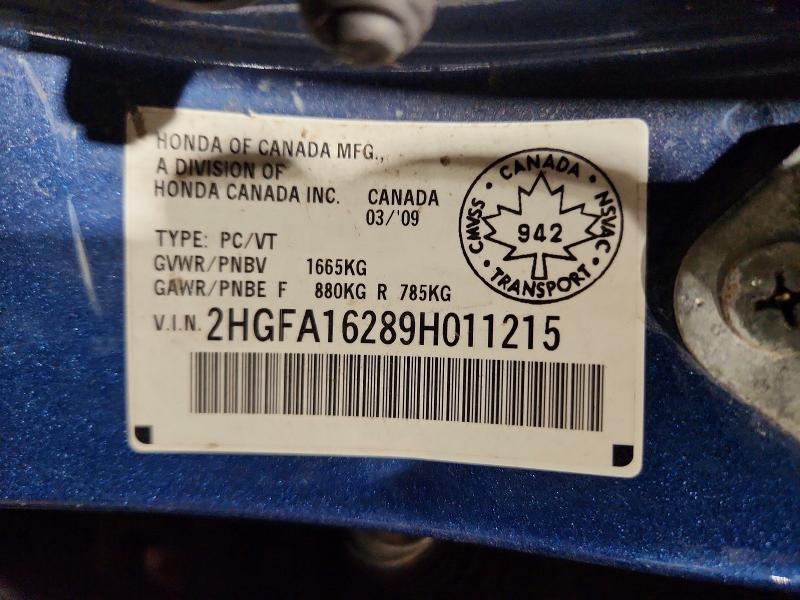 HONDA OF CANADA MFG.,
A DIVISION OF
HONDA CANADA INC. CANADA
03/'09
TYPE: PC/VT
GVWR/PNBV 1665KG
GAWR/PNBE F 880KG R 785KG
V.I.N. 2HGFA16289H011215
· CANADA ·
CMVSS
942
NSVAC
· TRANSPORT ·